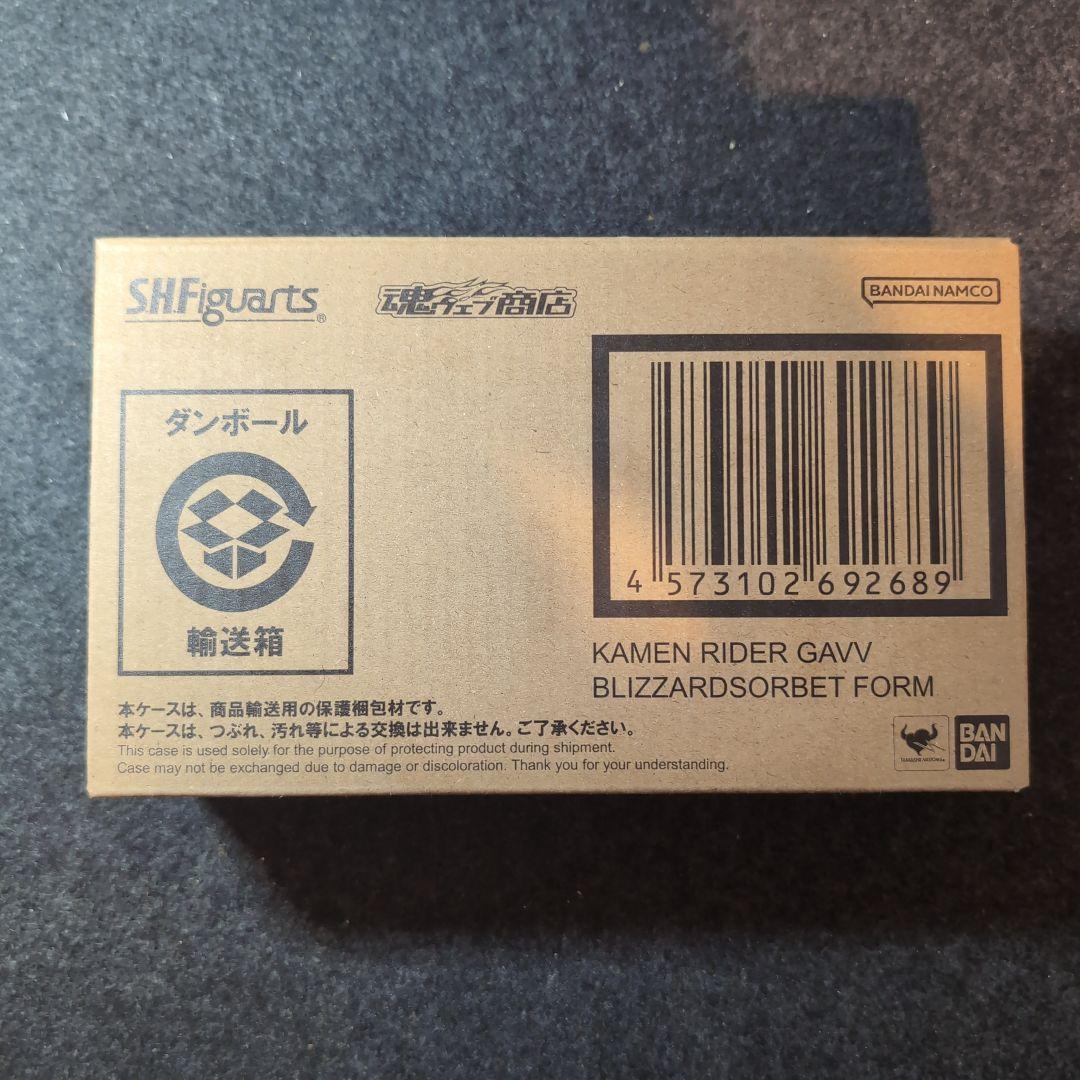 S.H.Figuarts®
魂ウェブ商店
BANDAI NAMCO
ダンボール
輸送箱
4 573102 692689
KAMEN RIDER GAVV
BLIZZARDSORBET FORM
本ケースは、商品輸送用の保護梱包材です。
本ケースは、つぶれ、汚れ等による交換は出来ません。ご了承ください。
This case is used solely for the purpose of protecting product during shipment.
Case may not be exchanged due to damage or discoloration. Thank you for your understanding.
TAMASHII NATIONS
BAN
DAI